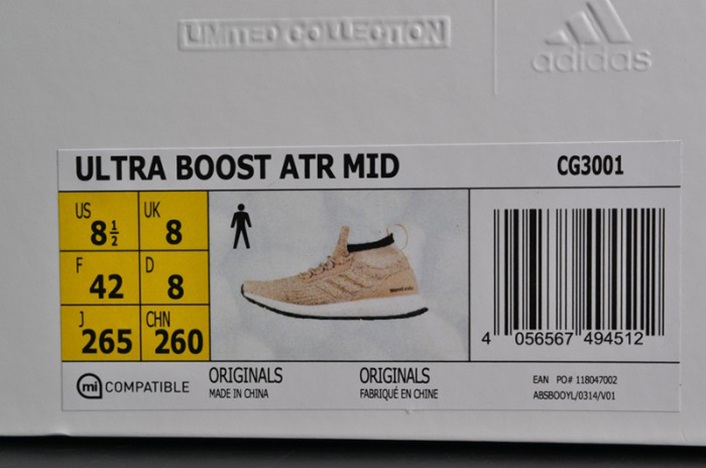 LIMITED COLLECTION
adidas
ULTRA BOOST ATR MID
CG3001
US 8½
UK 8
F 42
D 8
J 265
CHN 260
4 056567 494512
mi COMPATIBLE
ORIGINALS
MADE IN CHINA
ORIGINALS
FABRIQUÉ EN CHINE
EAN PO# 118047002
ABSBOOYL/0314/V01